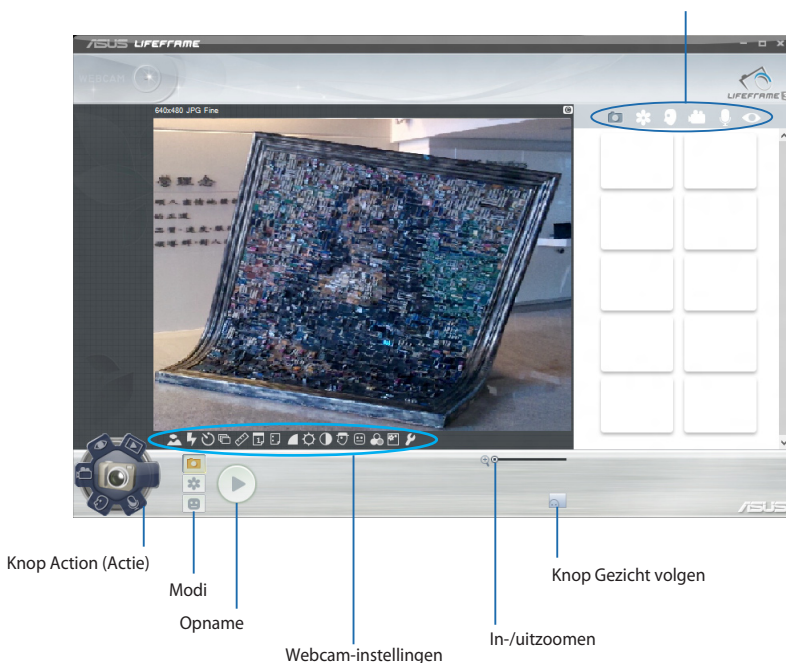 ASUS LIFEFRAME
WEBCAM
LIFEFRAME 3
640x480 JPG Fine
ASUS
Knop Action (Actie)
Modi
Opname
Webcam-instellingen
In-/uitzoomen
Knop Gezicht volgen